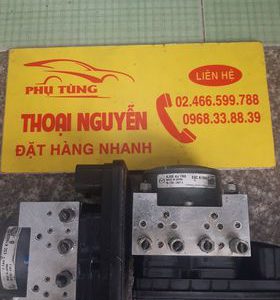 LIÊN HỆ
PHỤ TÙNG
02.466.599.788
THOẠI NGUYỄN
0968.33.88.39
ĐẶT HÀNG NHANH